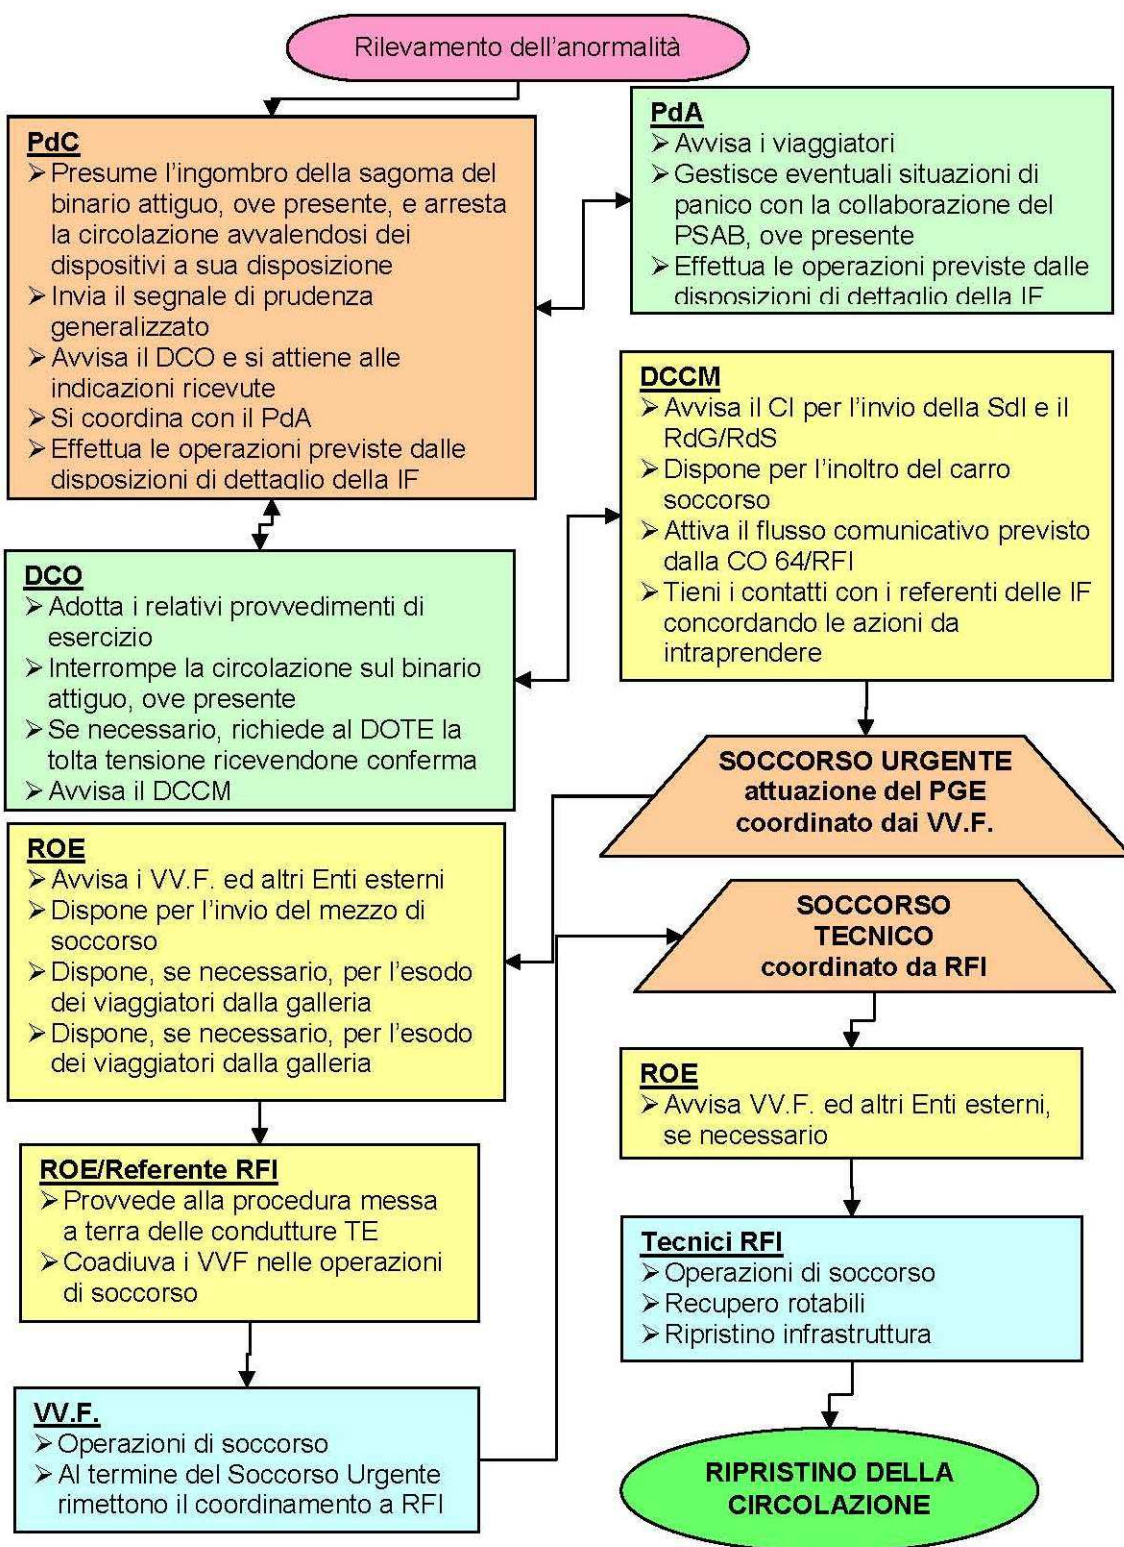 Rilevamento dell'anormalità
PdC
➢ Presume l'ingombro della sagoma del
binario attiguo, ove presente, e arresta
la circolazione avvalendosi dei
dispositivi a sua disposizione
➢ Invia il segnale di prudenza
generalizzato
➢ Avvisa il DCO e si attiene alle
indicazioni ricevute
➢ Si coordina con il PdA
➢ Effettua le operazioni previste dalle
disposizioni di dettaglio della IF
PdA
➢ Avvisa i viaggiatori
➢ Gestisce eventuali situazioni di
panico con la collaborazione del
PSAB, ove presente
➢ Effettua le operazioni previste dalle
disposizioni di dettaglio della IF
DCO
➢ Adotta i relativi provvedimenti di
esercizio
➢ Interrompe la circolazione sul binario
attiguo, ove presente
➢ Se necessario, richiede al DOTE la
tolta tensione ricevendone conferma
➢ Avvisa il DCCM
DCCM
➢ Avvisa il CI per l'invio della SdI e il
RdG/RdS
➢ Dispone per l'inoltro del carro
soccorso
➢ Attiva il flusso comunicativo previsto
dalla CO 64/RFI
➢ Tieni i contatti con i referenti delle IF
concordando le azioni da
intraprendere
SOCCORSO URGENTE
attuazione del PGE
coordinato dai VV.F.
ROE
➢ Avvisa i VV.F. ed altri Enti esterni
➢ Dispone per l'invio del mezzo di
soccorso
➢ Dispone, se necessario, per l'esodo
dei viaggiatori dalla galleria
➢ Dispone, se necessario, per l'esodo
dei viaggiatori dalla galleria
ROE/Referente RFI
➢ Provvede alla procedura messa
a terra delle condutture TE
➢ Coadiuva i VVF nelle operazioni
di soccorso
VV.F.
➢ Operazioni di soccorso
➢ Al termine del Soccorso Urgente
rimettono il coordinamento a RFI
SOCCORSO
TECNICO
coordinato da RFI
ROE
➢ Avvisa VV.F. ed altri Enti esterni,
se necessario
Tecnici RFI
➢ Operazioni di soccorso
➢ Recupero rotabili
➢ Ripristino infrastruttura
RIPRISTINO DELLA
CIRCOLAZIONE